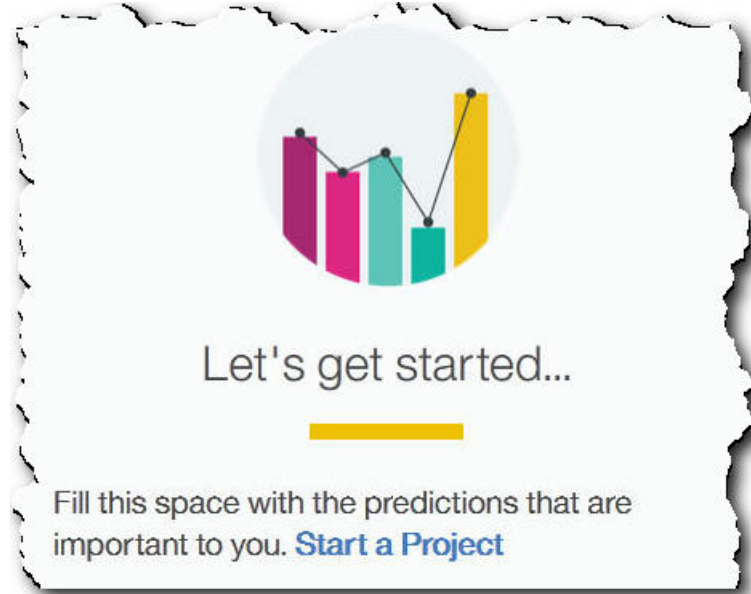 Let's get started...
Fill this space with the predictions that are
important to you. Start a Project